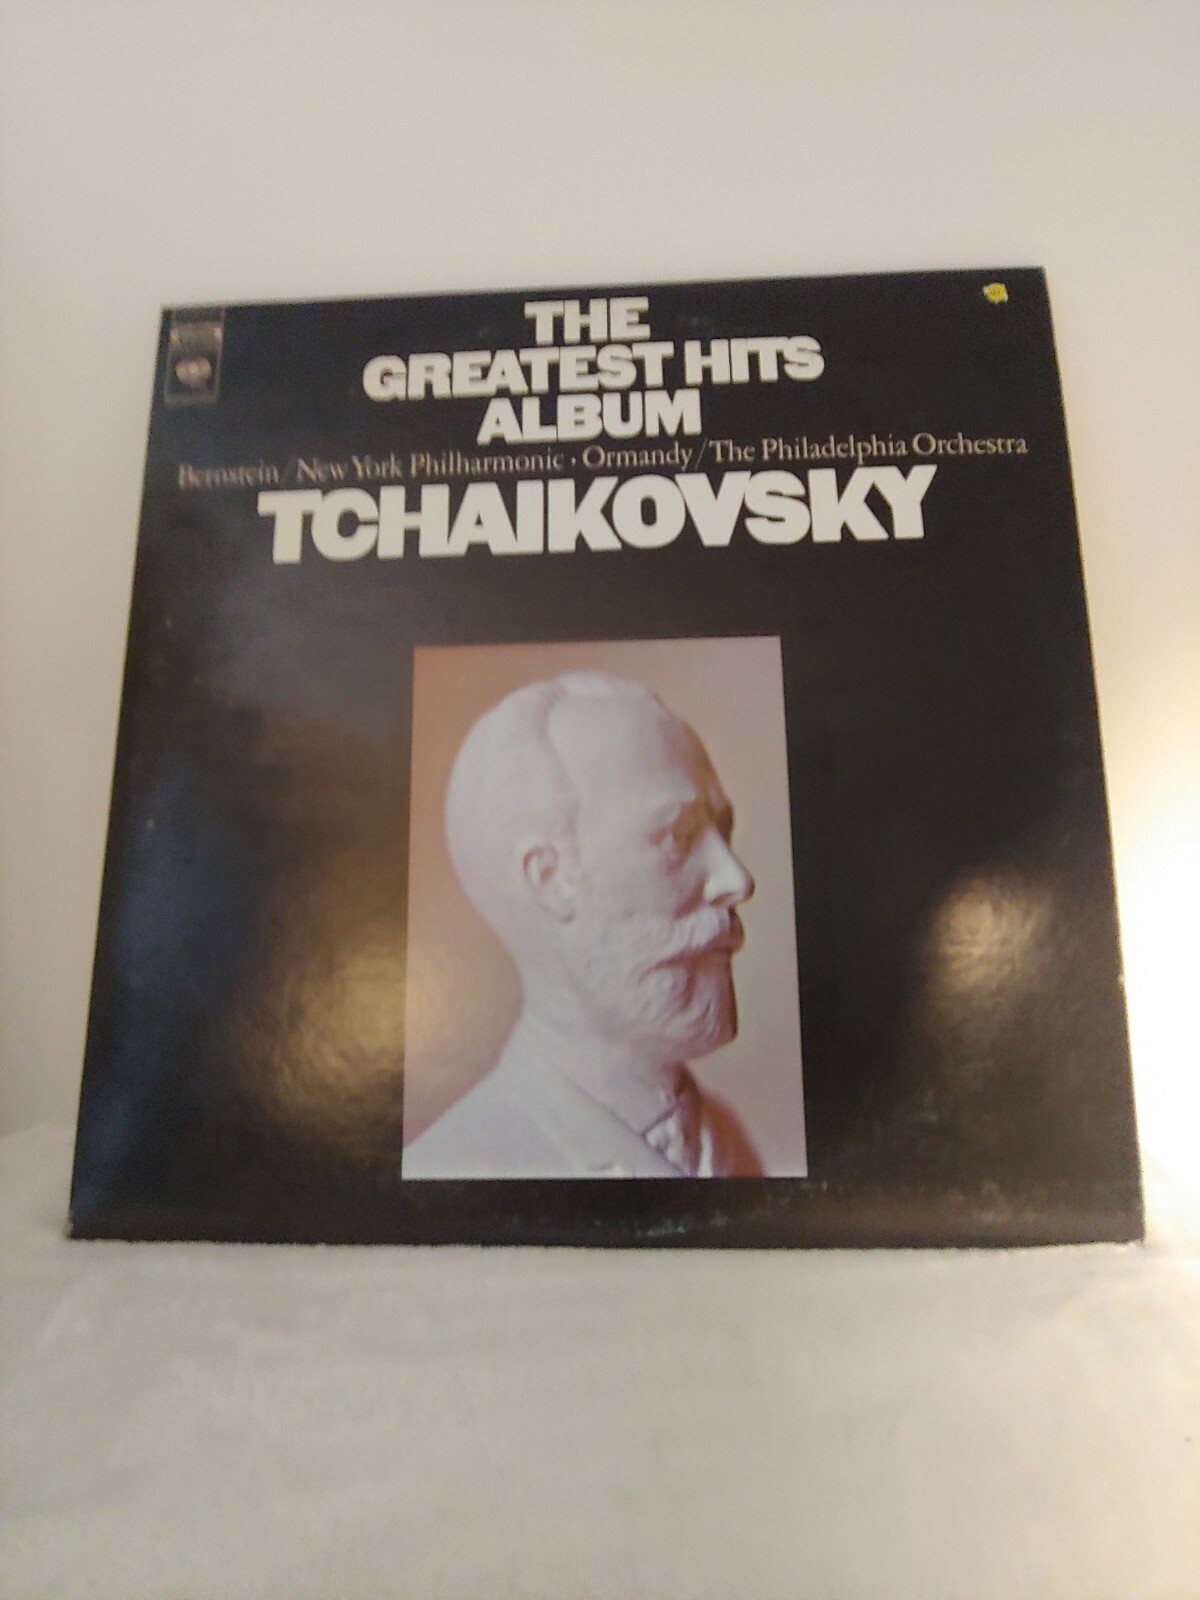 THE
GREATEST HITS
ALBUM
Bernstein/New York Philharmonic • Ormandy/The Philadelphia Orchestra
TCHAIKOVSKY